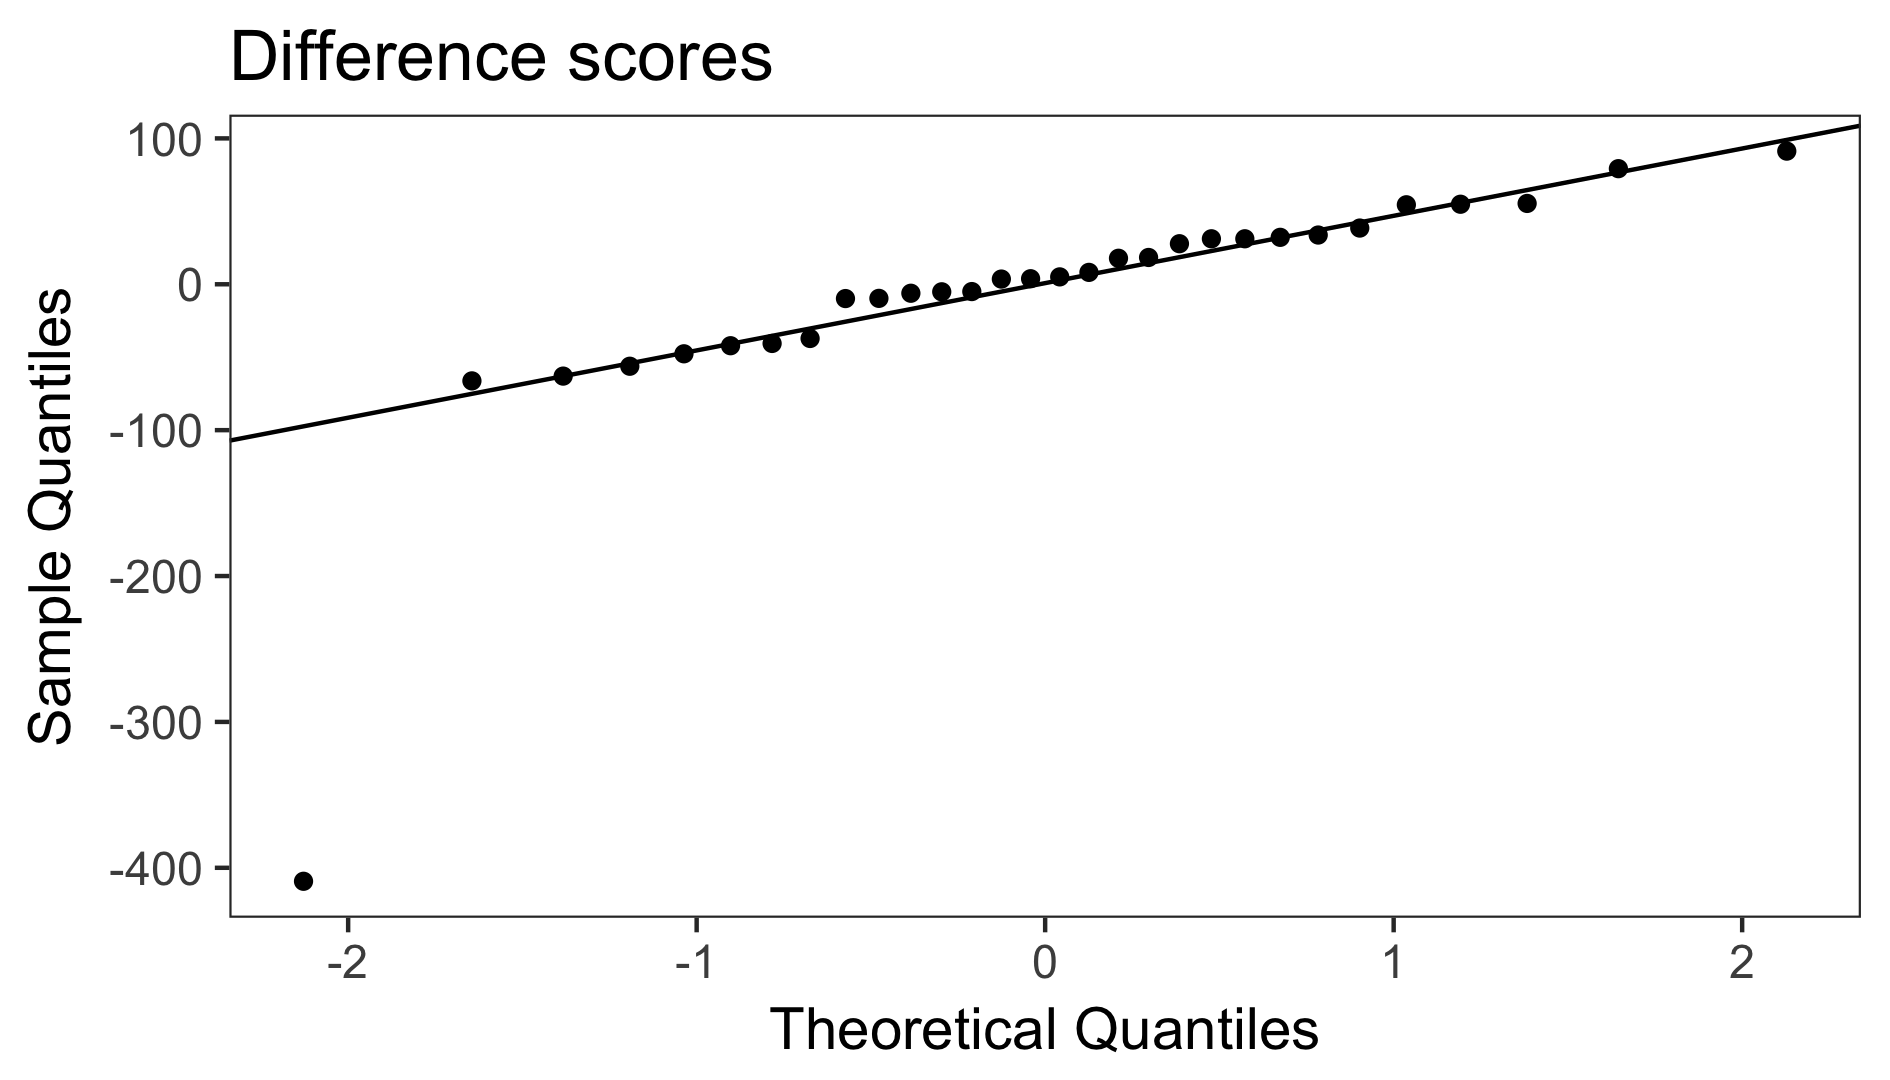 Difference scores
100
0
-100
-200
-300
-400
Sample Quantiles
-2 -1 0 1 2
Theoretical Quantiles